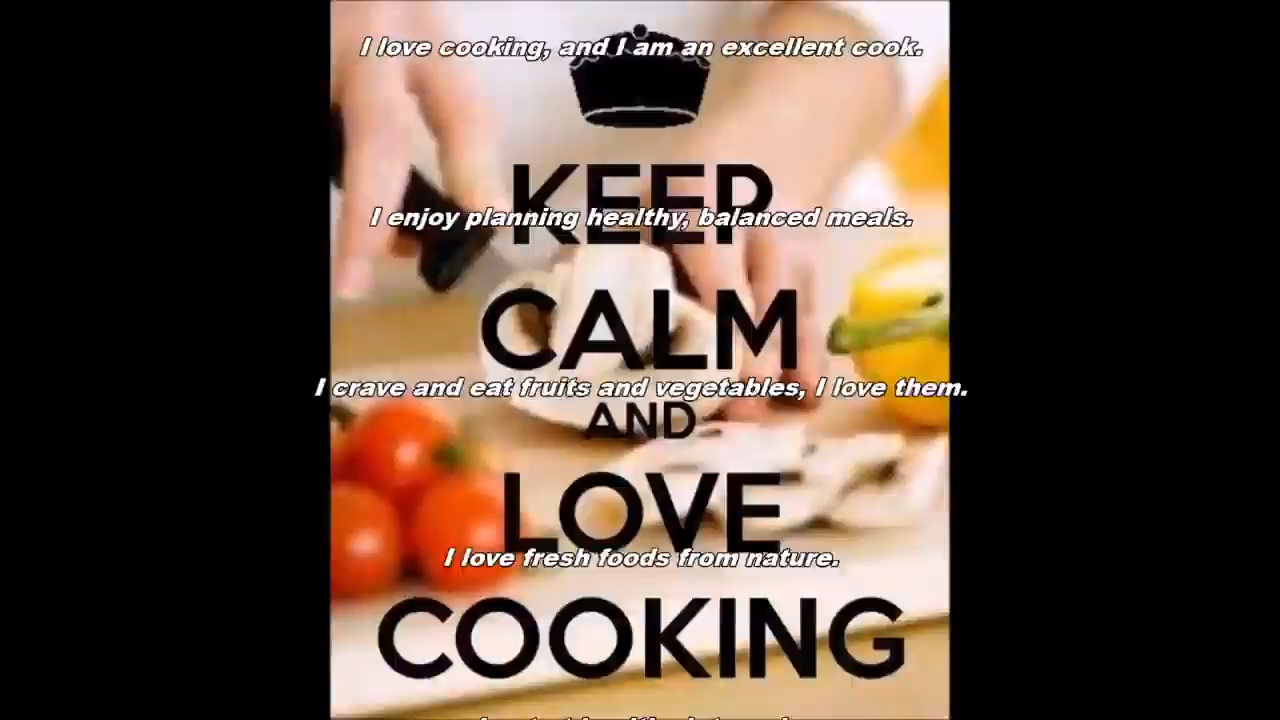 I love cooking, and I am an excellent cook.
KEEP
I enjoy planning healthy, balanced meals.
CALM
I crave and eat fruits and vegetables, I love them.
AND
LOVE
I love fresh foods from nature.
COOKING